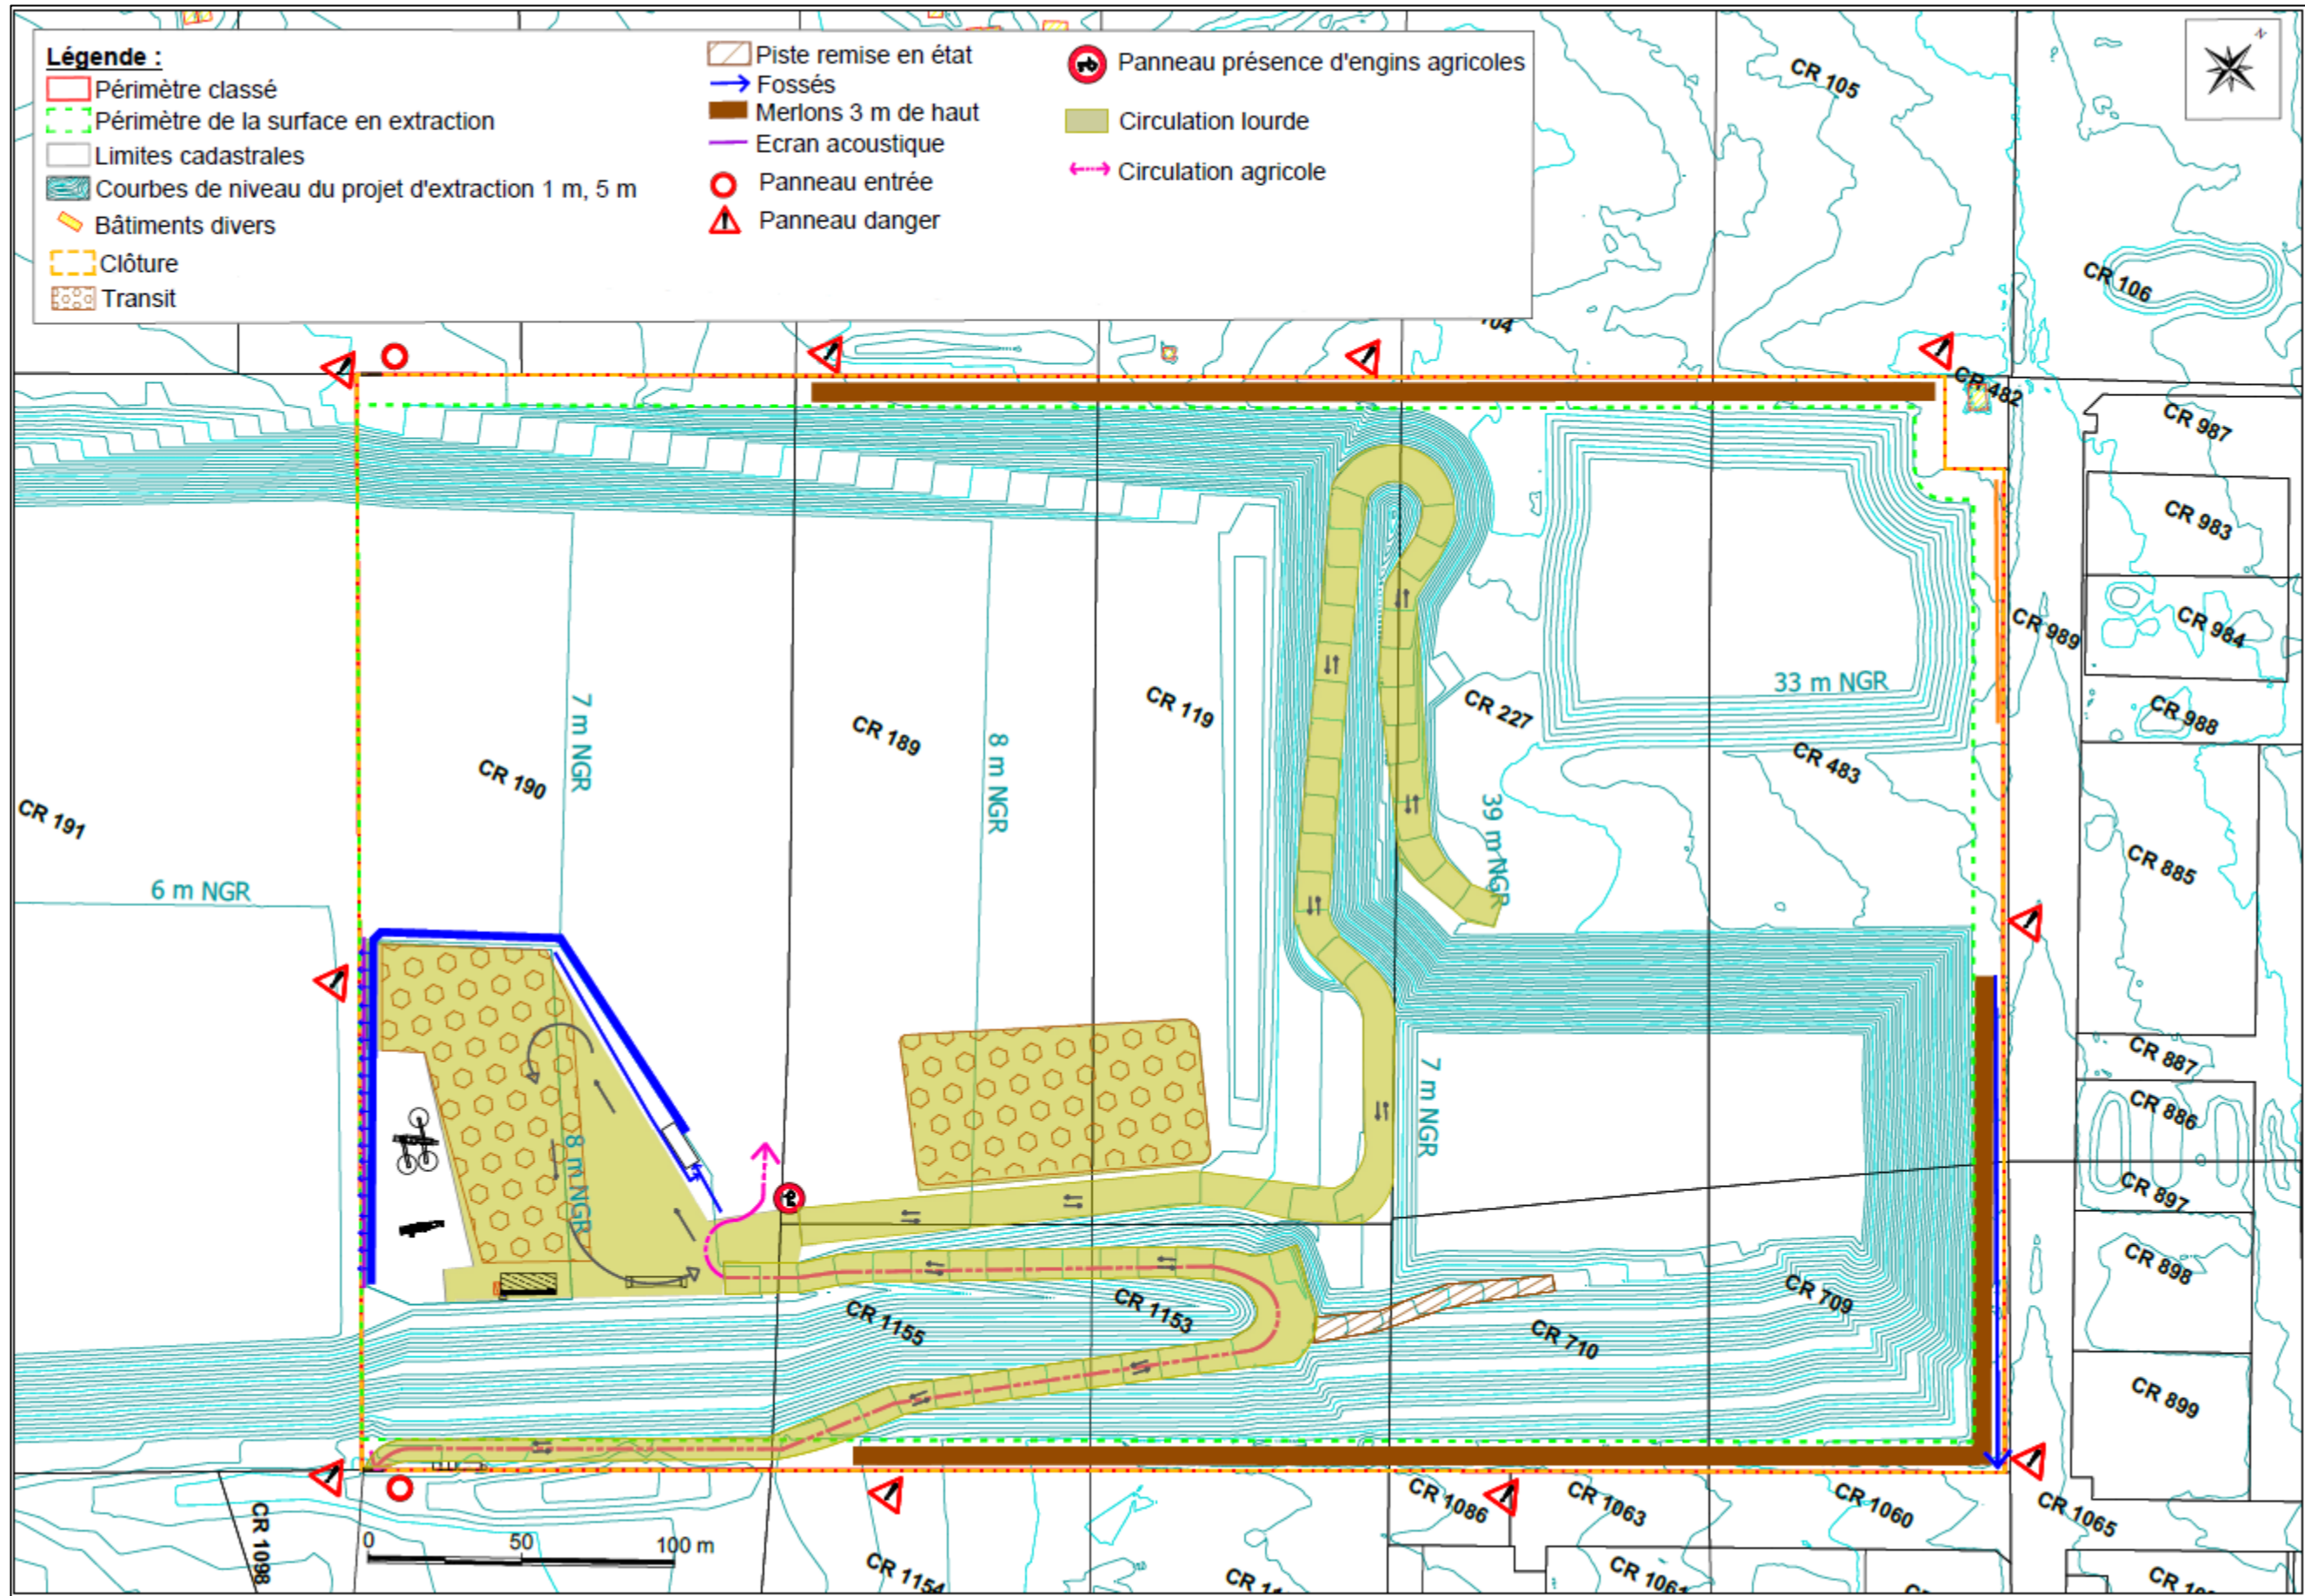 Légende :
Périmètre classé
Périmètre de la surface en extraction
Limites cadastrales
Courbes de niveau du projet d'extraction 1 m, 5 m
Bâtiments divers
Clôture
Transit
Piste remise en état
Fossés
Merlons 3 m de haut
Ecran acoustique
Panneau entrée
Panneau danger
Panneau présence d'engins agricoles
Circulation lourde
Circulation agricole
N
CR 105
CR 106
CR 482
CR 987
CR 983
CR 984
CR 989
CR 988
33 m NGR
CR 227
CR 483
CR 119
CR 189
CR 190
CR 191
7 m NGR
8 m NGR
39 m NGR
6 m NGR
CR 885
CR 887
CR 886
CR 897
CR 898
CR 899
7 m NGR
8 m NGR
CR 1155
CR 1153
CR 709
CR 710
CR 1086
CR 1063
CR 1060
CR 1065
CR 1098
0 50 100 m
CR 1154